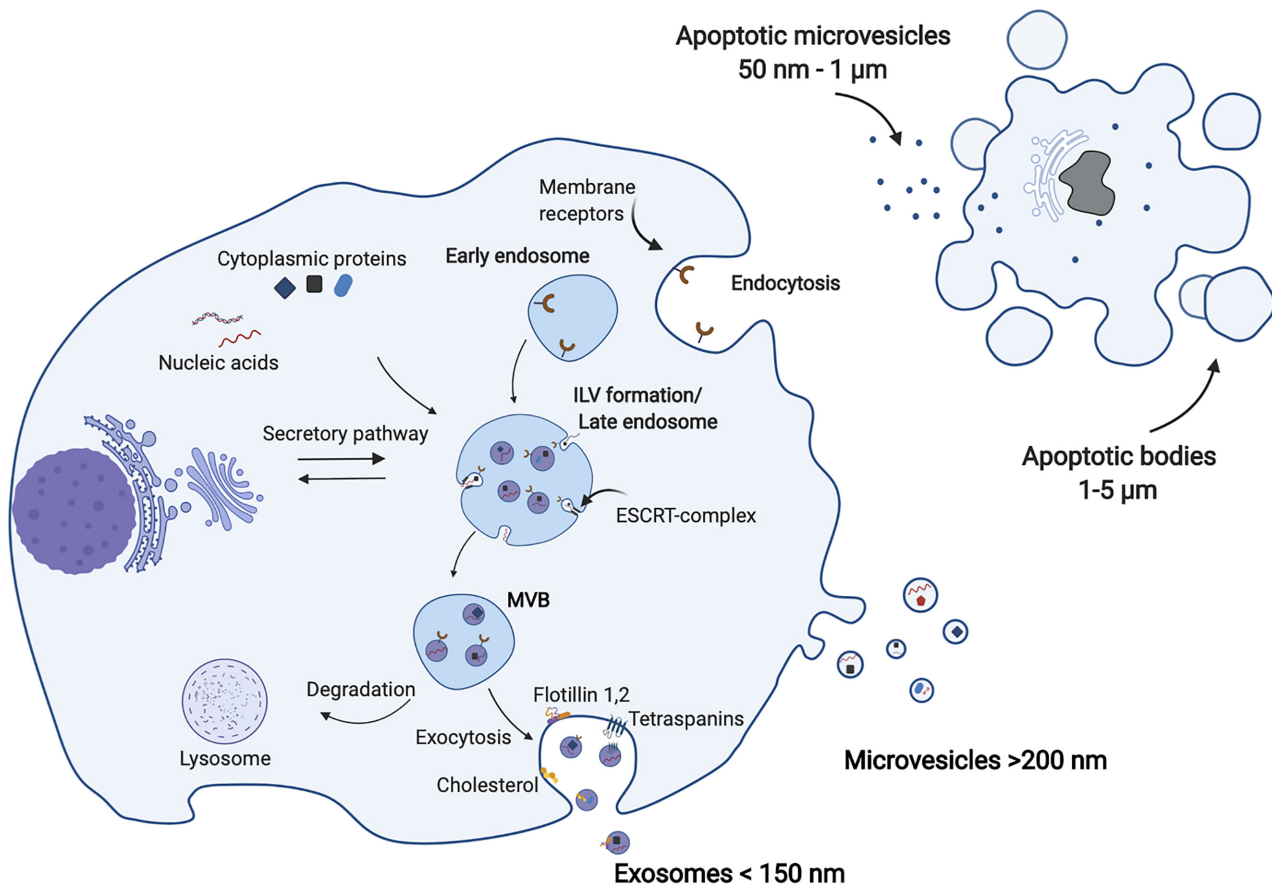 Apoptotic microvesicles
50 nm - 1 µm
Membrane
receptors
Cytoplasmic proteins
Early endosome
Endocytosis
Nucleic acids
ILV formation/
Late endosome
Secretory pathway
Apoptotic bodies
1-5 µm
ESCRT-complex
MVB
Degradation
Flotillin 1,2
Tetraspanins
Exocytosis
Lysosome
Cholesterol
Microvesicles >200 nm
Exosomes < 150 nm